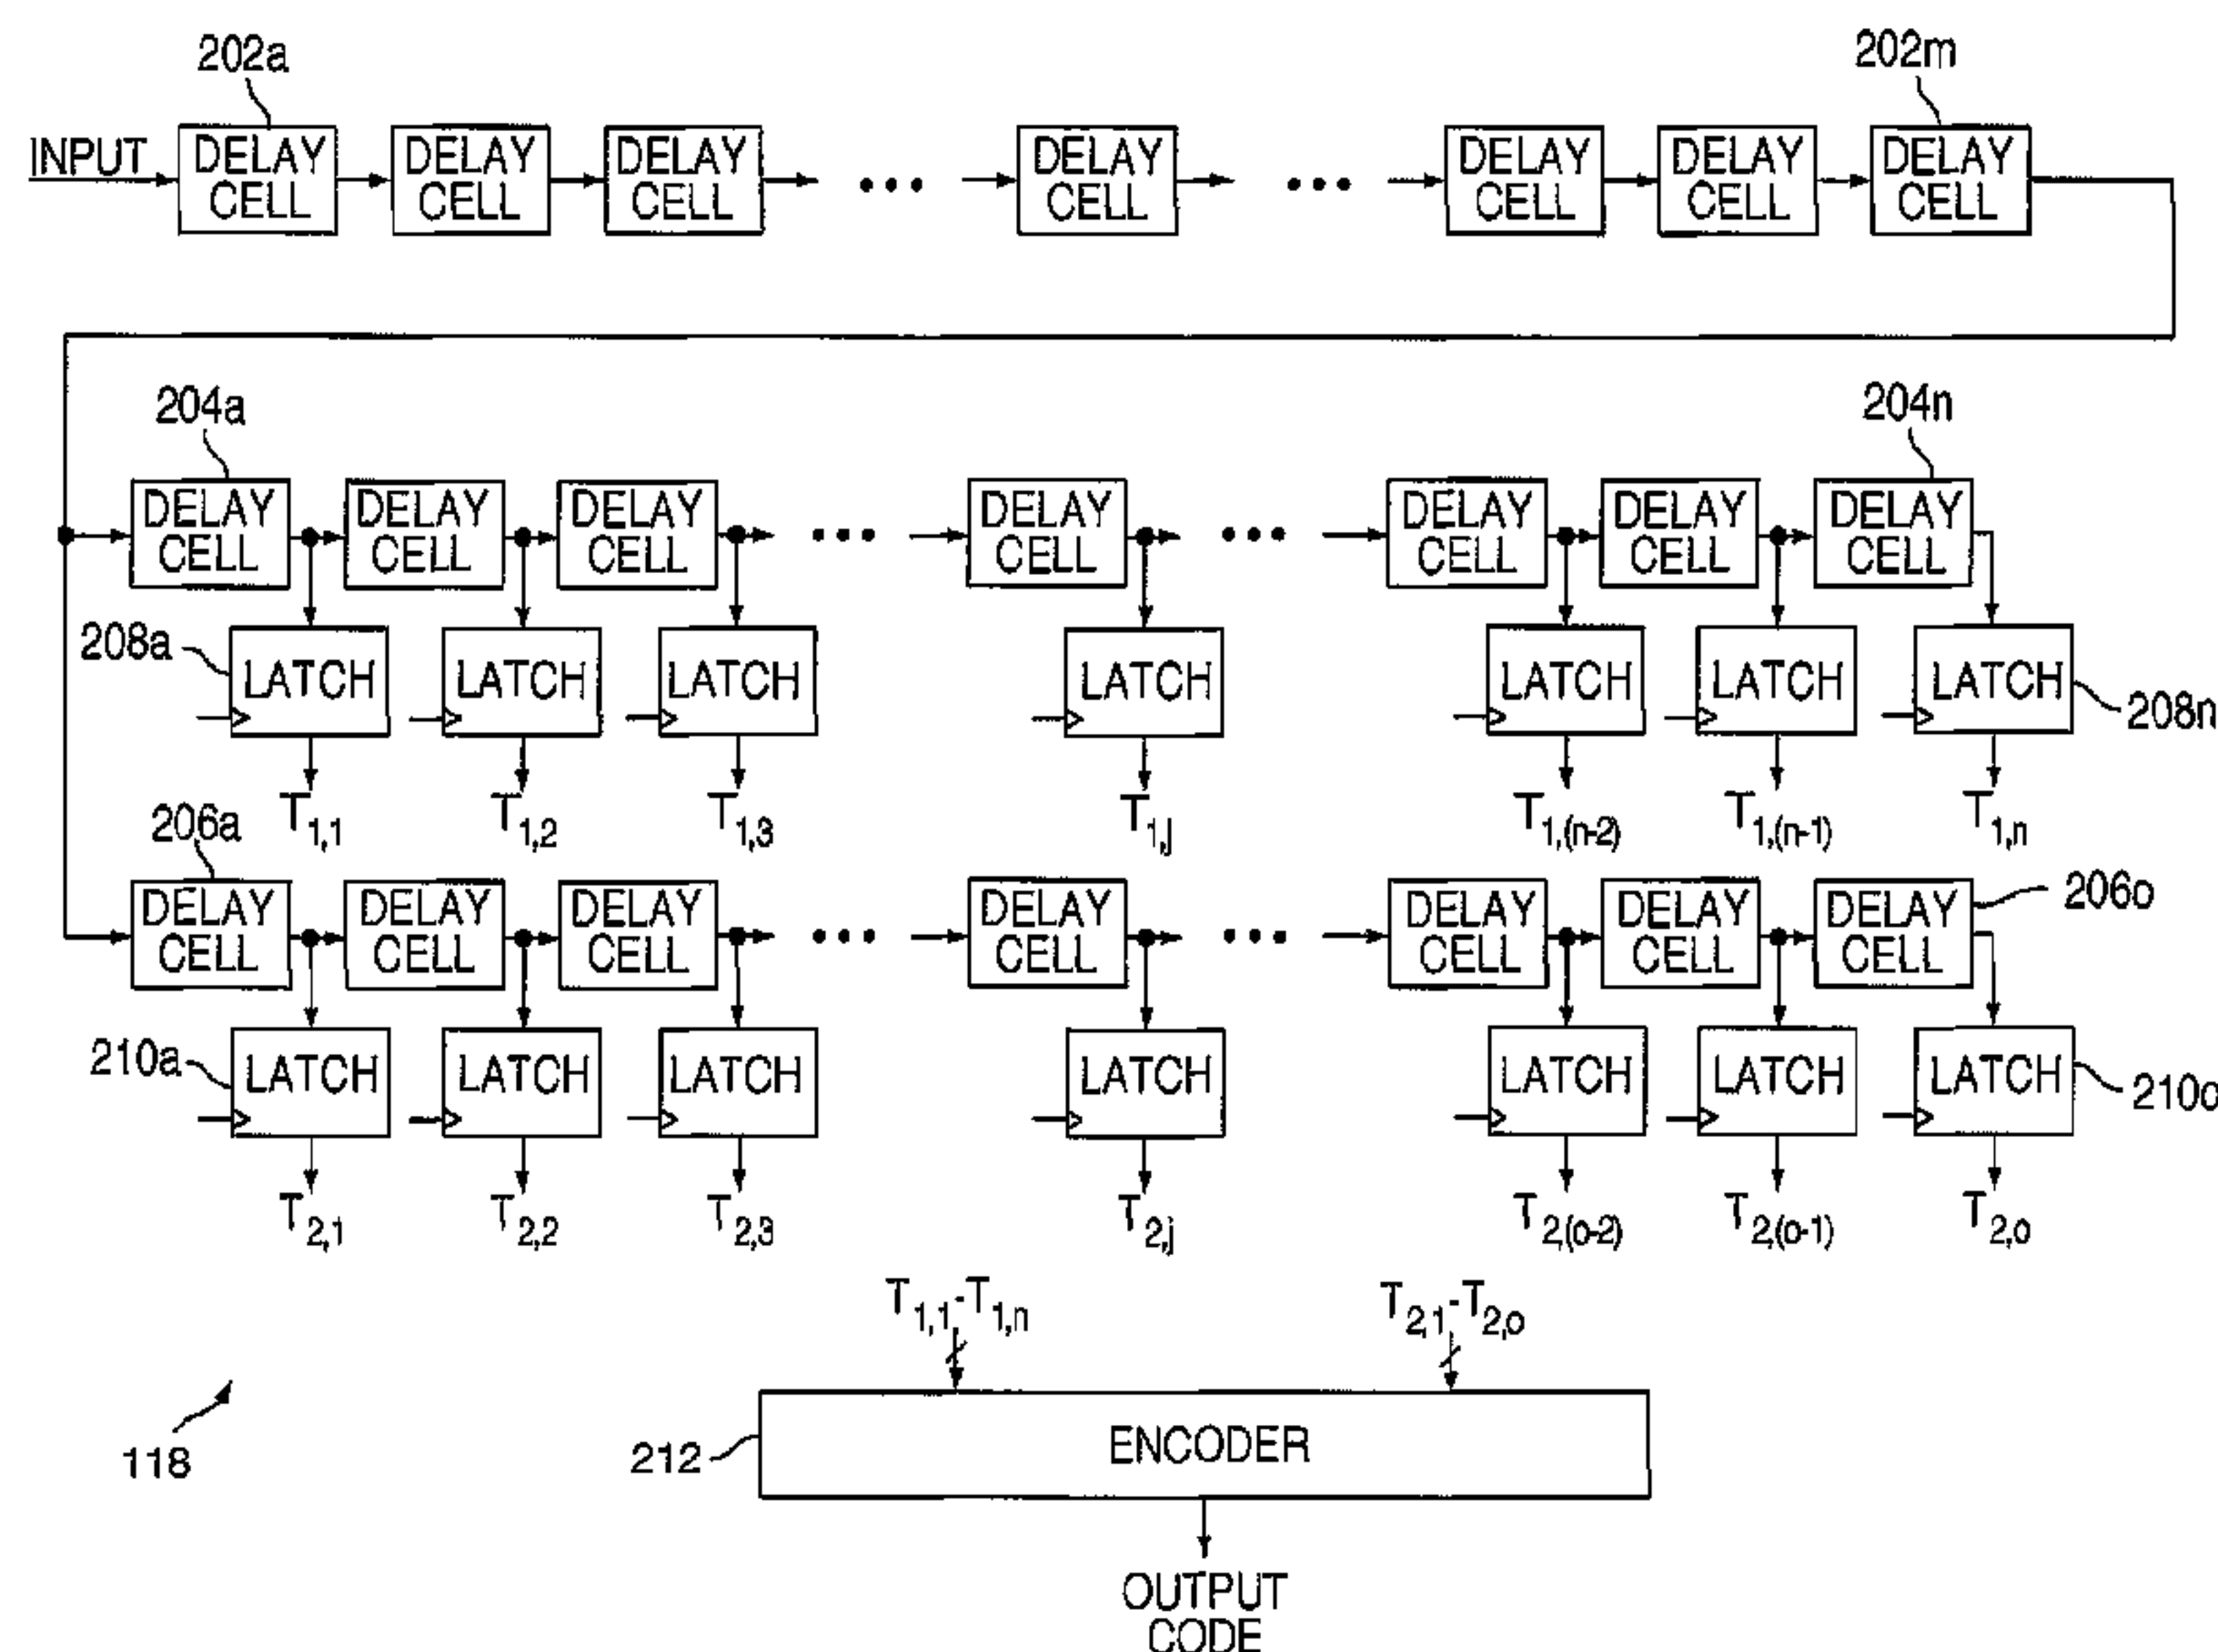 202a
202m
INPUT
DELAY CELL
DELAY CELL
DELAY CELL
DELAY CELL
DELAY CELL
DELAY CELL
DELAY CELL
204a
204n
DELAY CELL
DELAY CELL
DELAY CELL
DELAY CELL
DELAY CELL
DELAY CELL
DELAY CELL
208a
LATCH
LATCH
LATCH
LATCH
LATCH
LATCH
LATCH
208n
T1,1
T1,2
T1,3
T1,j
T1,(n-2)
T1,(n-1)
T1,n
206a
DELAY CELL
DELAY CELL
DELAY CELL
DELAY CELL
DELAY CELL
DELAY CELL
DELAY CELL
206o
210a
LATCH
LATCH
LATCH
LATCH
LATCH
LATCH
LATCH
210o
T2,1
T2,2
T2,3
T2,j
T2,(o-2)
T2,(o-1)
T2,o
T1,1-T1,n
T2,1-T2,o
118
212
ENCODER
OUTPUT
CODE